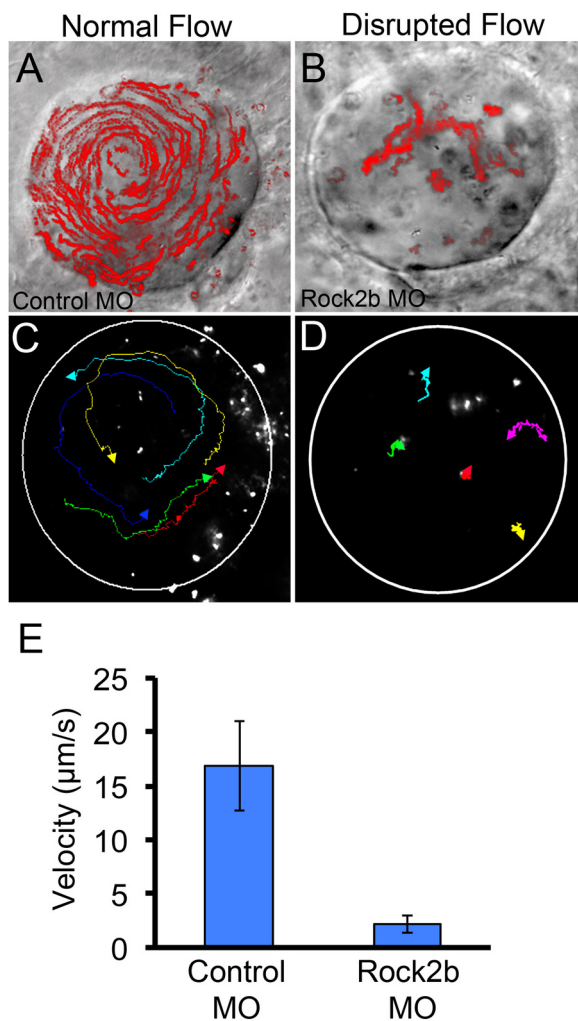 Normal Flow
Disrupted Flow
A
B
Control MO
Rock2b MO
C
D
E
Velocity (µm/s)
25
20
15
10
5
0
Control
MO
Rock2b
MO